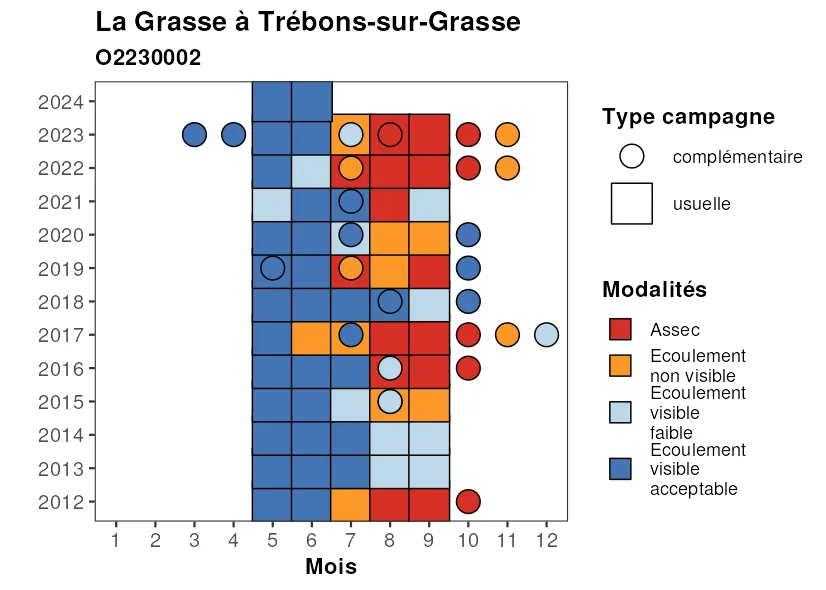 La Grasse à Trébons-sur-Grasse
O2230002
2024
2023
2022
2021
2020
2019
2018
2017
2016
2015
2014
2013
2012
1 2 3 4 5 6 7 8 9 10 11 12
Mois
Type campagne
complémentaire
usuelle
Modalités
Assec
Ecoulement
non visible
Ecoulement
visible
faible
Ecoulement
visible
acceptable